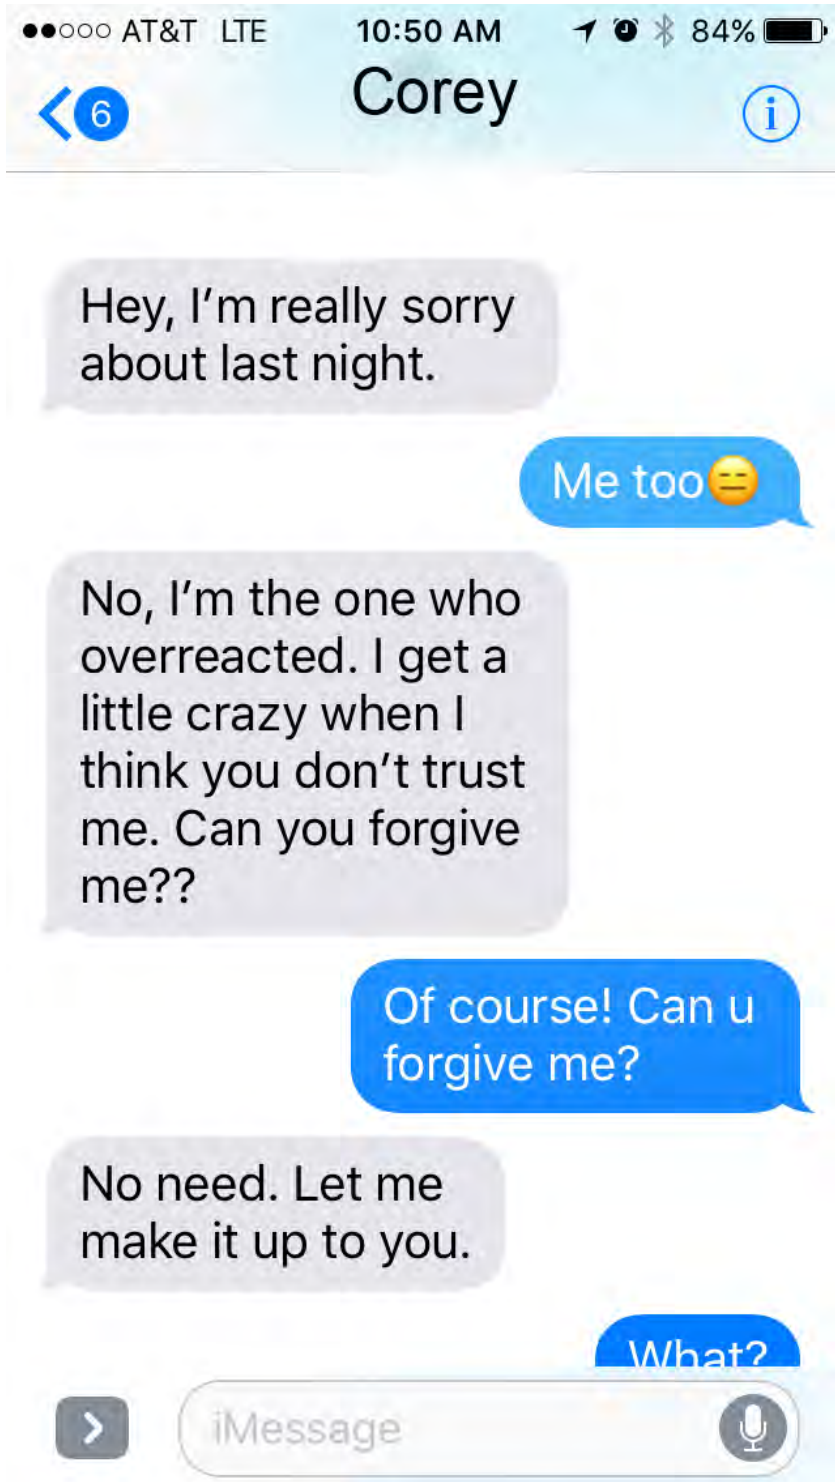 AT&T LTE 10:50 AM 84%
6 Corey i
Hey, I’m really sorry
about last night.
Me too😑
No, I’m the one who
overreacted. I get a
little crazy when I
think you don’t trust
me. Can you forgive
me??
Of course! Can u
forgive me?
No need. Let me
make it up to you.
What?
iMessage